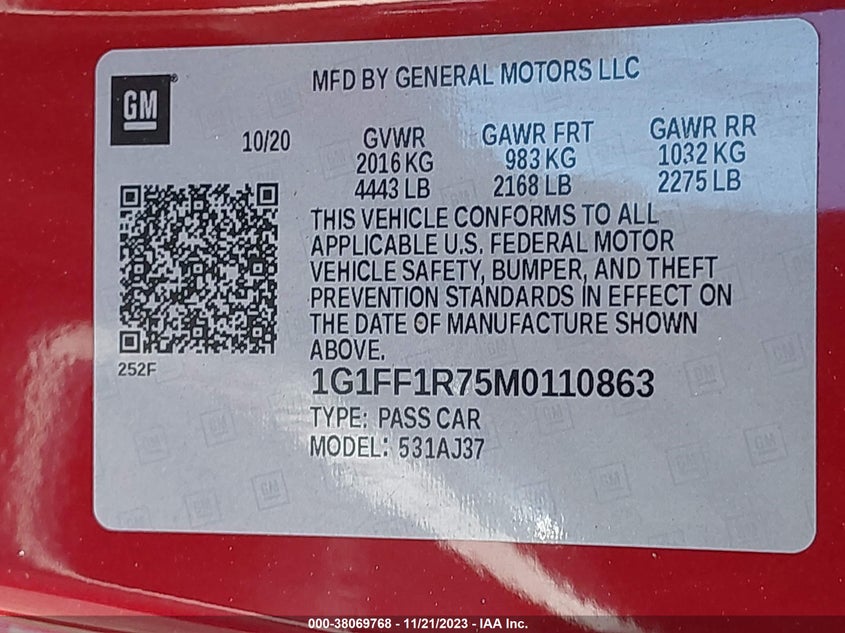 MFD BY GENERAL MOTORS LLC
GM
10/20
GVWR
2016 KG
4443 LB
GAWR FRT
983 KG
2168 LB
GAWR RR
1032 KG
2275 LB
THIS VEHICLE CONFORMS TO ALL
APPLICABLE U.S. FEDERAL MOTOR
VEHICLE SAFETY, BUMPER, AND THEFT
PREVENTION STANDARDS IN EFFECT ON
THE DATE OF MANUFACTURE SHOWN
ABOVE.
252F
1G1FF1R75M0110863
TYPE: PASS CAR
MODEL: 531AJ37
000-38069768 - 11/21/2023 - IAA Inc.